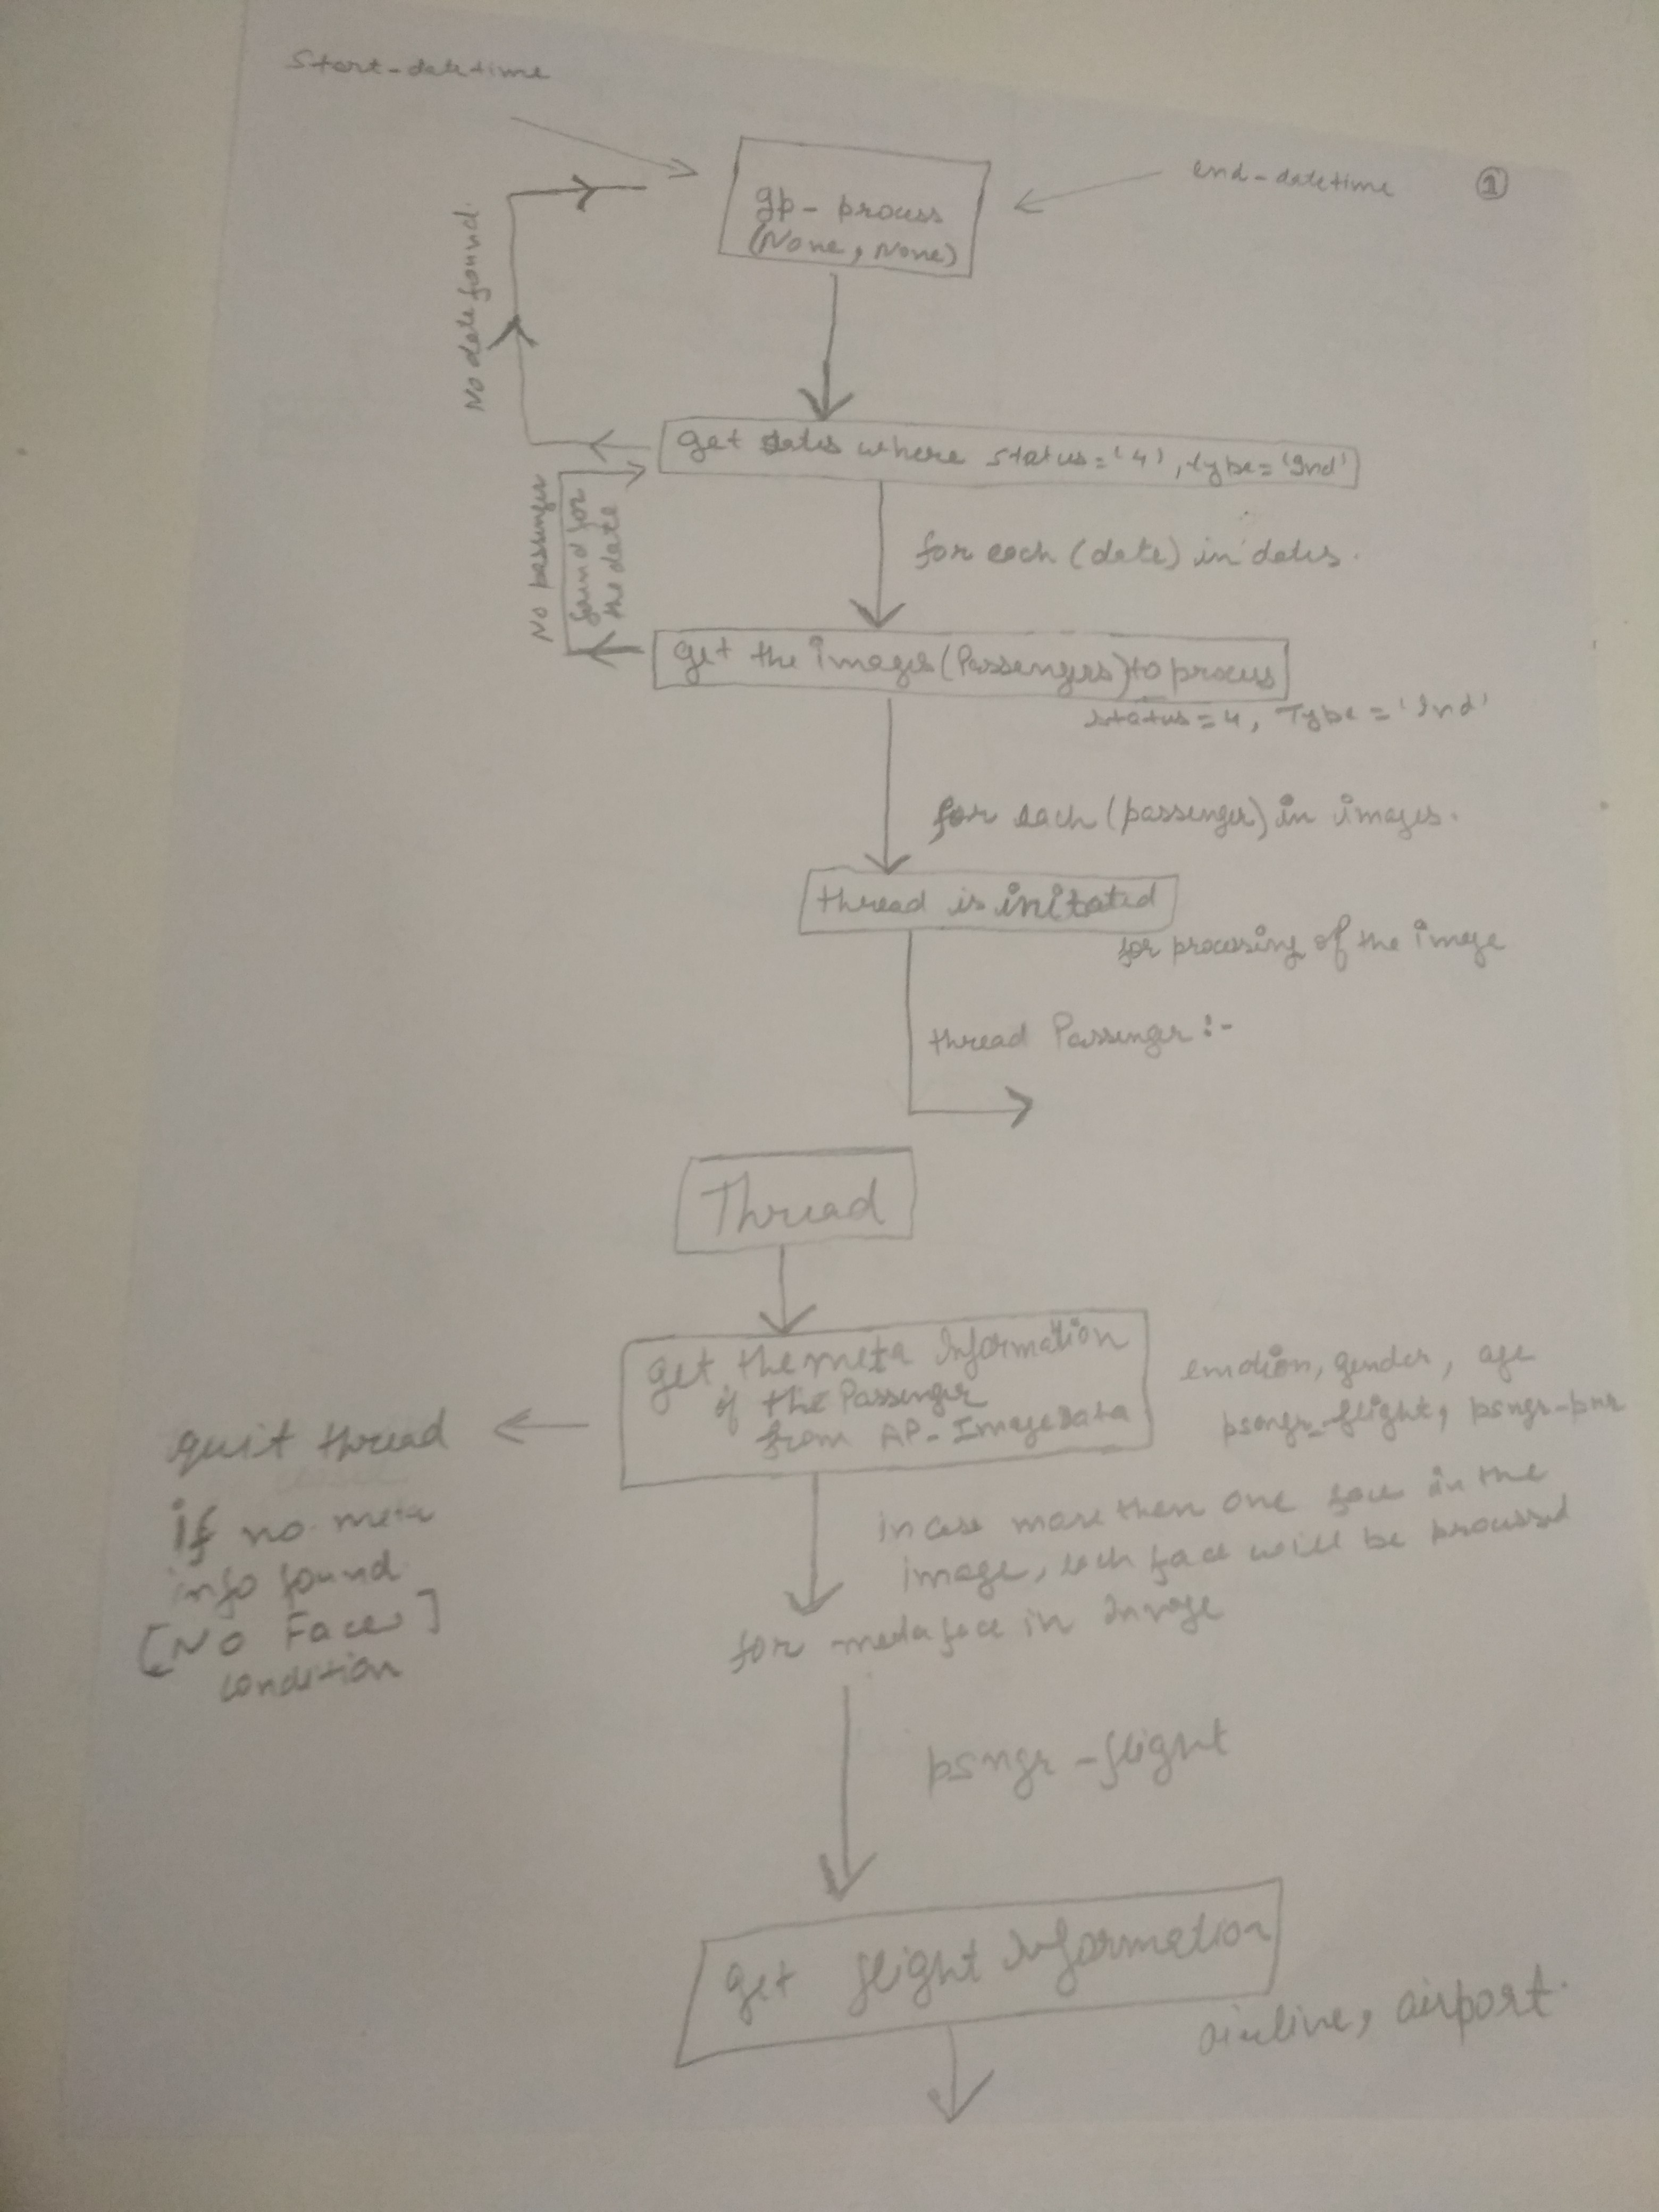 Start-datetime
end-datetime
1
gp-process
(None, None)
No date found.
get dates where status='4', type='Ind'
No passenger
found for
the date
for each (date) in dates.
get the images (Passengers) to process
status=4, Type='Ind'
for each (passenger) in images.
thread is initated
for processing of the image
thread Passenger :-
Thread
get the meta Information
of the Passenger
from AP-ImageData
emotion, gender, age
psngr-flight, psngr-pnr
quit thread
if no meta
info found
[No Faces]
condition
in case more then one face in the
image, each face will be processed
for metaface in Image
psngr-flight
get flight Information
airline, airport.